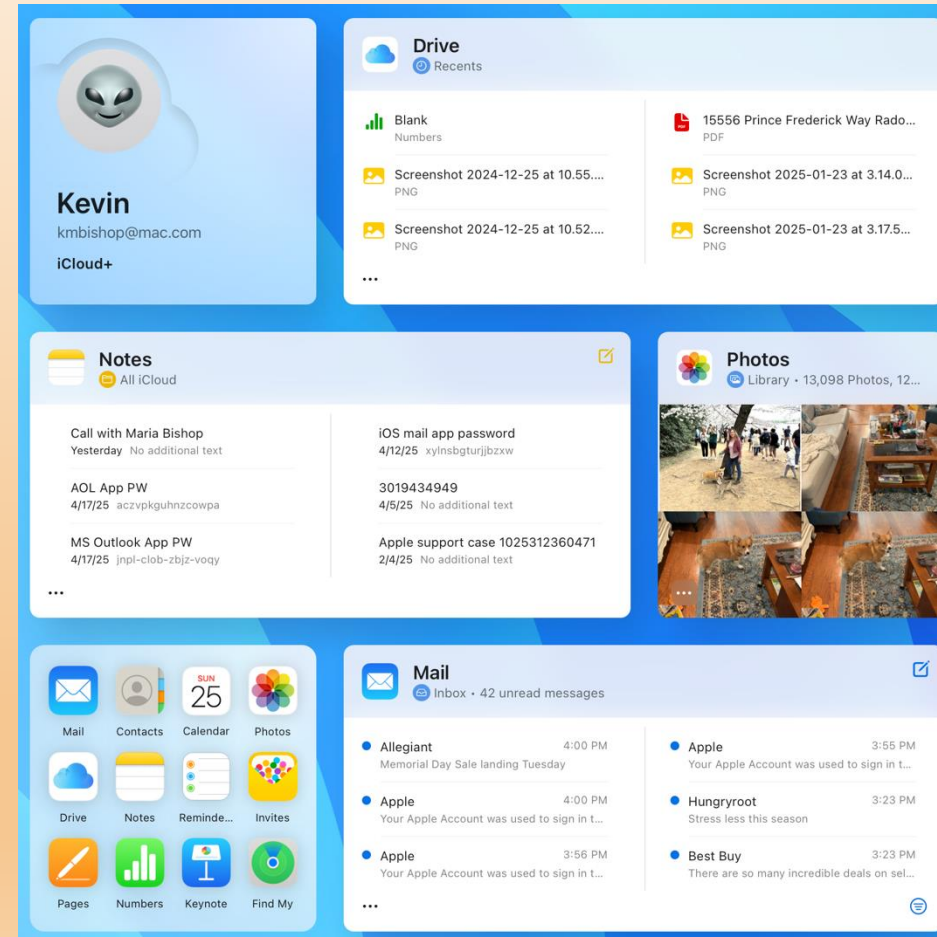 Kevin
kmbishop@mac.com
iCloud+
Drive
Recents
Blank
Numbers
Screenshot 2024-12-25 at 10.55....
PNG
Screenshot 2024-12-25 at 10.52....
PNG
15556 Prince Frederick Way Rado...
PDF
Screenshot 2025-01-23 at 3.14.0...
PNG
Screenshot 2025-01-23 at 3.17.5...
PNG
...
Notes
All iCloud
Call with Maria Bishop
Yesterday No additional text
AOL App PW
4/17/25 aczvpkguhnzcowpa
MS Outlook App PW
4/17/25 jnpl-clob-zbjz-voqy
iOS mail app password
4/12/25 xylnsbgturjjbzxw
3019434949
4/5/25 No additional text
Apple support case 1025312360471
2/4/25 No additional text
...
Photos
Library • 13,098 Photos, 12...
...
Mail
Contacts
SUN
25
Calendar
Photos
Drive
Notes
Reminde...
Invites
Pages
Numbers
Keynote
Find My
Mail
Inbox • 42 unread messages
Allegiant 4:00 PM
Memorial Day Sale landing Tuesday
Apple 4:00 PM
Your Apple Account was used to sign in t...
Apple 3:56 PM
Your Apple Account was used to sign in t...
Apple 3:55 PM
Your Apple Account was used to sign in t...
Hungryroot 3:23 PM
Stress less this season
Best Buy 3:23 PM
There are so many incredible deals on sel...
...